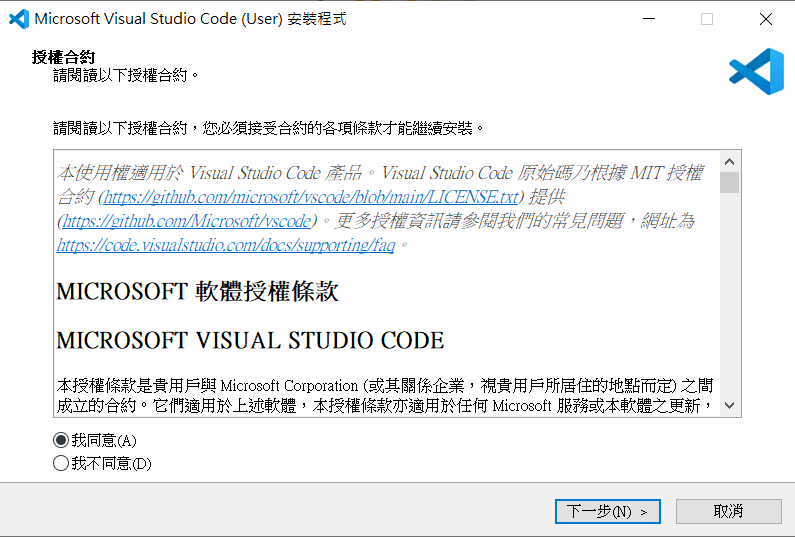 Microsoft Visual Studio Code (User) 安裝程式
授權合約
請閱讀以下授權合約。
請閱讀以下授權合約，您必須接受合約的各項條款才能繼續安裝。
本使用權適用於 Visual Studio Code 產品。Visual Studio Code 原始碼乃根據 MIT 授權
合約 (https://github.com/microsoft/vscode/blob/main/LICENSE.txt) 提供
(https://github.com/Microsoft/vscode)。更多授權資訊請參閱我們的常見問題，網址為
https://code.visualstudio.com/docs/supporting/faq。
MICROSOFT 軟體授權條款
MICROSOFT VISUAL STUDIO CODE
本授權條款是貴用戶與 Microsoft Corporation (或其關係企業，視貴用戶所居住的地點而定) 之間
成立的合約。它們適用於上述軟體，本授權條款亦適用於任何 Microsoft 服務或本軟體之更新，
我同意(A)
我不同意(D)
下一步(N) >
取消